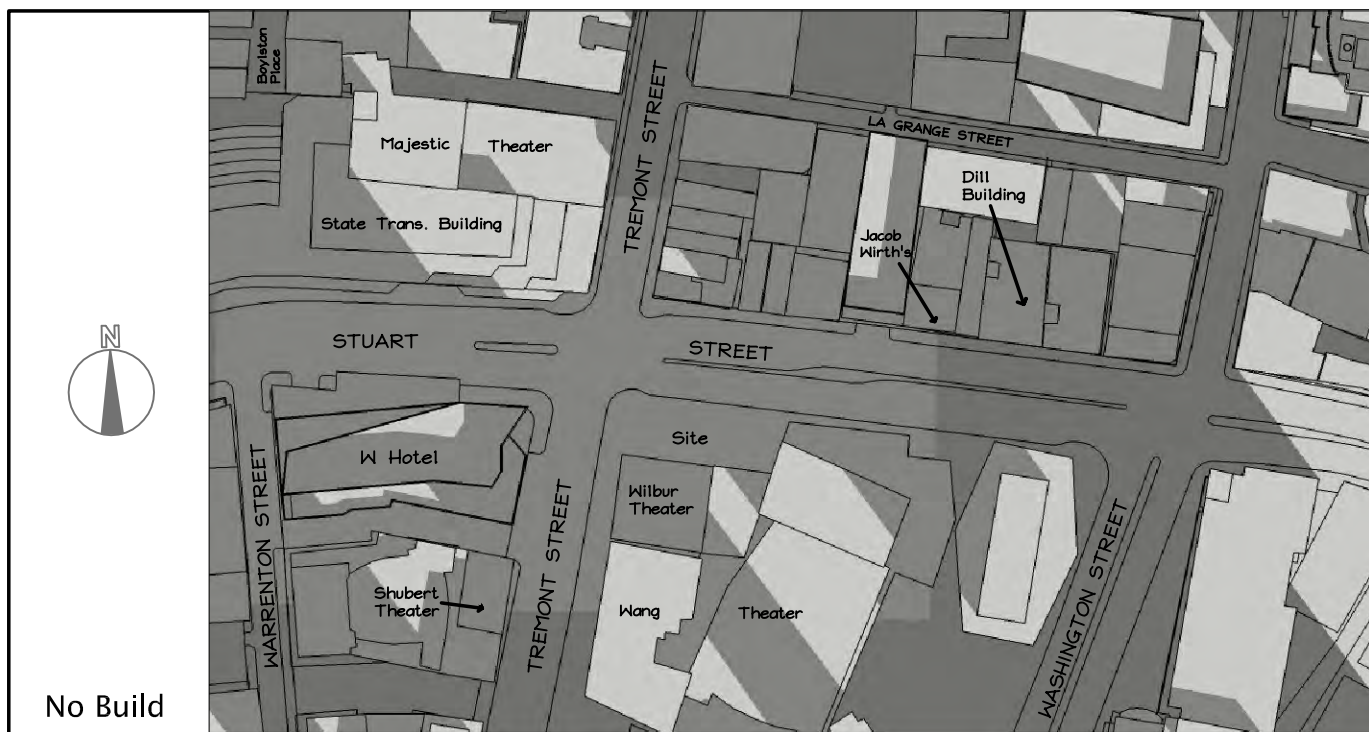 Boylston
Place
TREMONT STREET
LA GRANGE STREET
Majestic
Theater
Dill
Building
State Trans. Building
Jacob
Wirth's
N
STUART
STREET
Site
W Hotel
WARRENTON STREET
Wilbur
Theater
TREMONT STREET
WASHINGTON STREET
Shubert
Theater
Wang
Theater
No Build